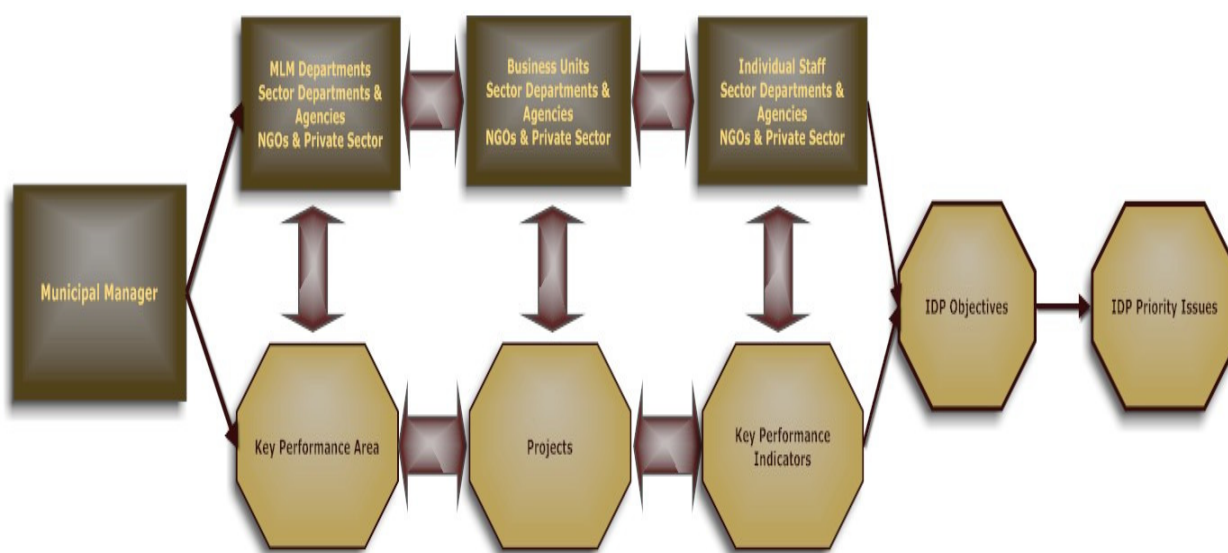 MLM Departments
Sector Departments &
Agencies
NGOs & Private Sector
Business Units
Sector Departments &
Agencies
NGOs & Private Sector
Individual Staff
Sector Departments &
Agencies
NGOs & Private Sector
Municipal Manager
IDP Objectives
IDP Priority Issues
Key Performance Area
Projects
Key Performance
Indicators